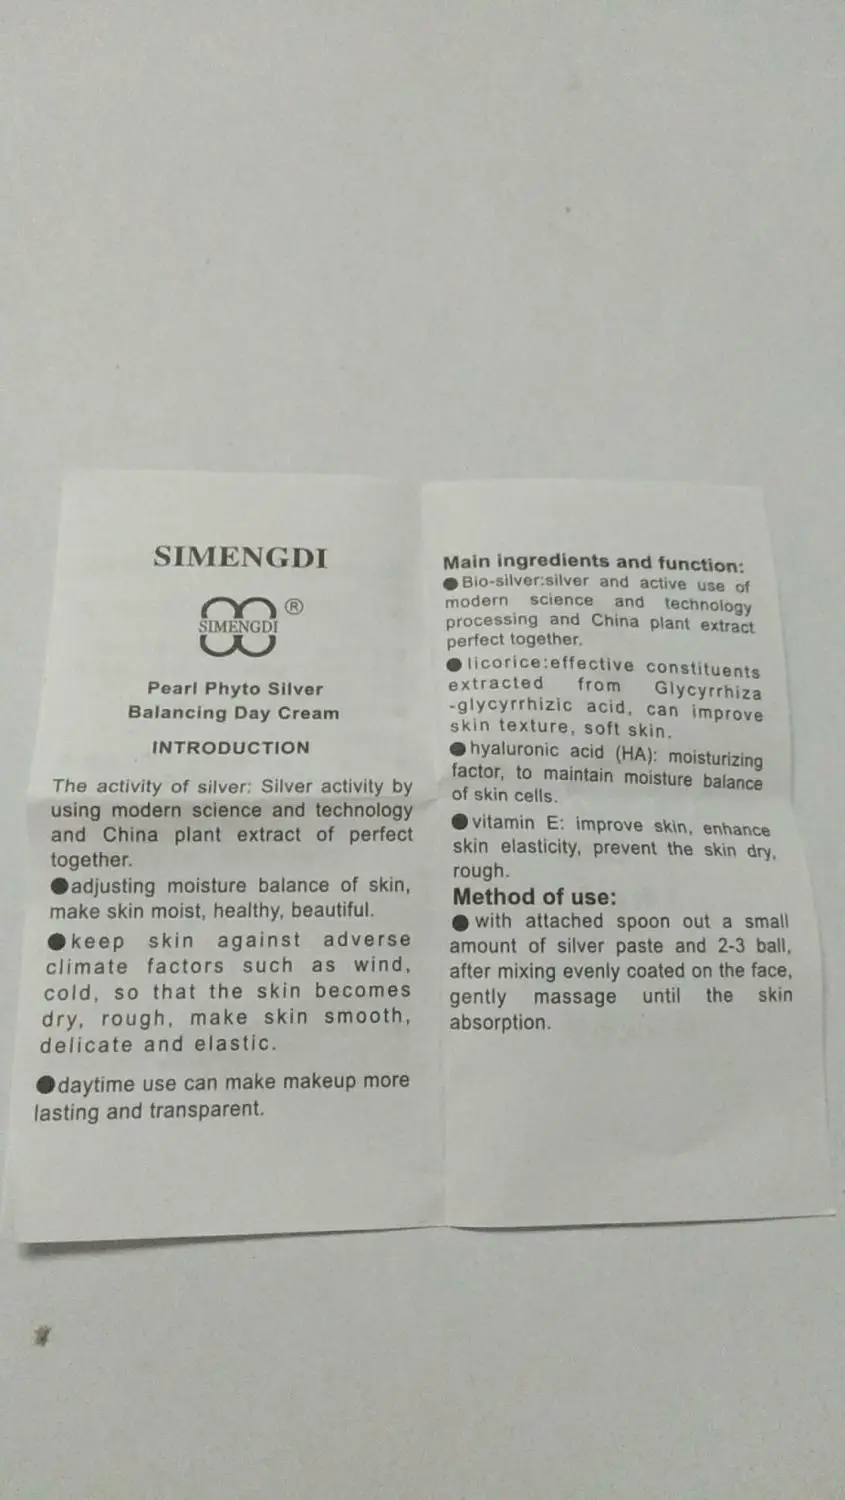 SIMENGDI
SIMENGDI ®
Pearl Phyto Silver
Balancing Day Cream
INTRODUCTION
The activity of silver: Silver activity by
using modern science and technology
and China plant extract of perfect
together.
●adjusting moisture balance of skin,
make skin moist, healthy, beautiful.
●keep skin against adverse
climate factors such as wind,
cold, so that the skin becomes
dry, rough, make skin smooth,
delicate and elastic.
●daytime use can make makeup more
lasting and transparent.
Main ingredients and function:
●Bio-silver:silver and active use of
modern science and technology
processing and China plant extract
perfect together.
●licorice:effective constituents
extracted from Glycyrrhiza
-glycyrrhizic acid, can improve
skin texture, soft skin.
●hyaluronic acid (HA): moisturizing
factor, to maintain moisture balance
of skin cells.
●vitamin E: improve skin, enhance
skin elasticity, prevent the skin dry,
rough.
Method of use:
●with attached spoon out a small
amount of silver paste and 2-3 ball,
after mixing evenly coated on the face,
gently massage until the skin
absorption.